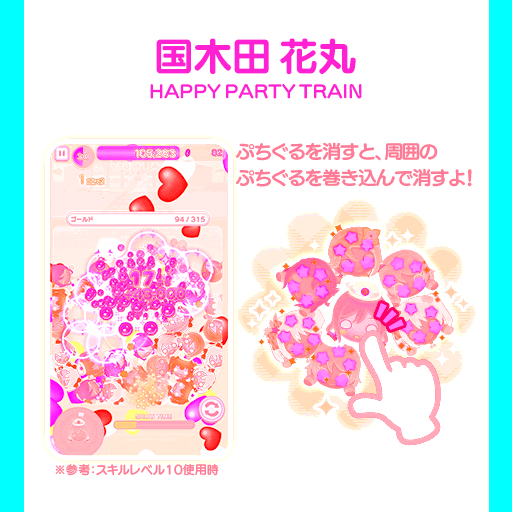 国木田 花丸
HAPPY PARTY TRAIN
ぷちぐるを消すと、周囲の
ぷちぐるを巻き込んで消すよ!
ゴールド 94 / 315
SHOW TIME
※参考:スキルレベル10使用時